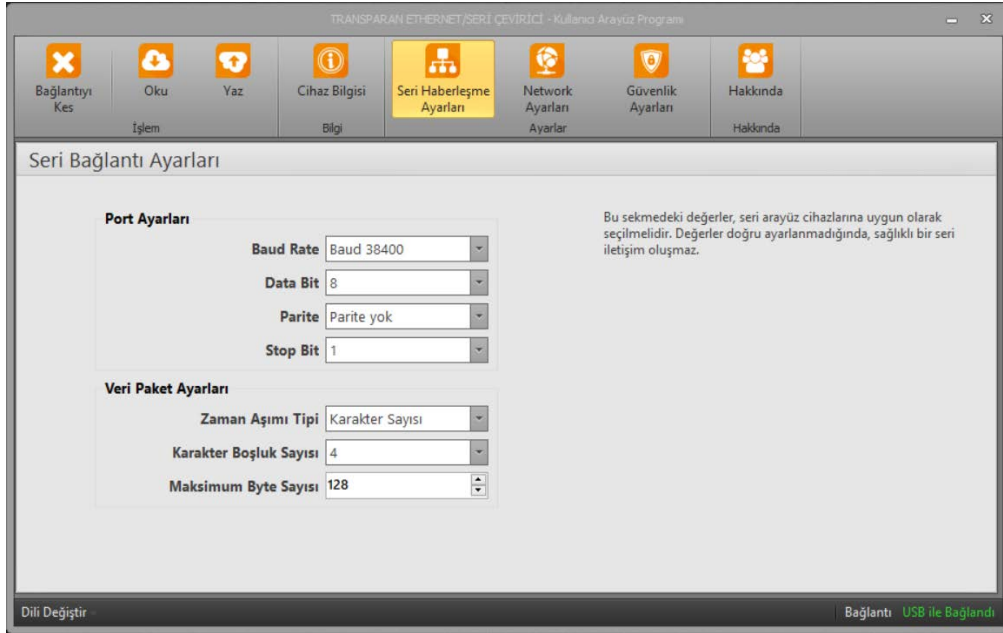 TRANSPARAN ETHERNET/SERİ ÇEVİRİCİ - Kullanıcı Arayüz Programı
Bağlantıyı Kes
Oku
Yaz
İşlem
Cihaz Bilgisi
Bilgi
Seri Haberleşme Ayarları
Network Ayarları
Güvenlik Ayarları
Ayarlar
Hakkında
Hakkında
Seri Bağlantı Ayarları
Port Ayarları
Baud Rate Baud 38400
Data Bit 8
Parite Parite yok
Stop Bit 1
Veri Paket Ayarları
Zaman Aşımı Tipi Karakter Sayısı
Karakter Boşluk Sayısı 4
Maksimum Byte Sayısı 128
Bu sekmedeki değerler, seri arayüz cihazlarına uygun olarak
seçilmelidir. Değerler doğru ayarlanmadığında, sağlıklı bir seri
iletişim oluşmaz.
Dili Değiştir
Bağlantı USB ile Bağlandı